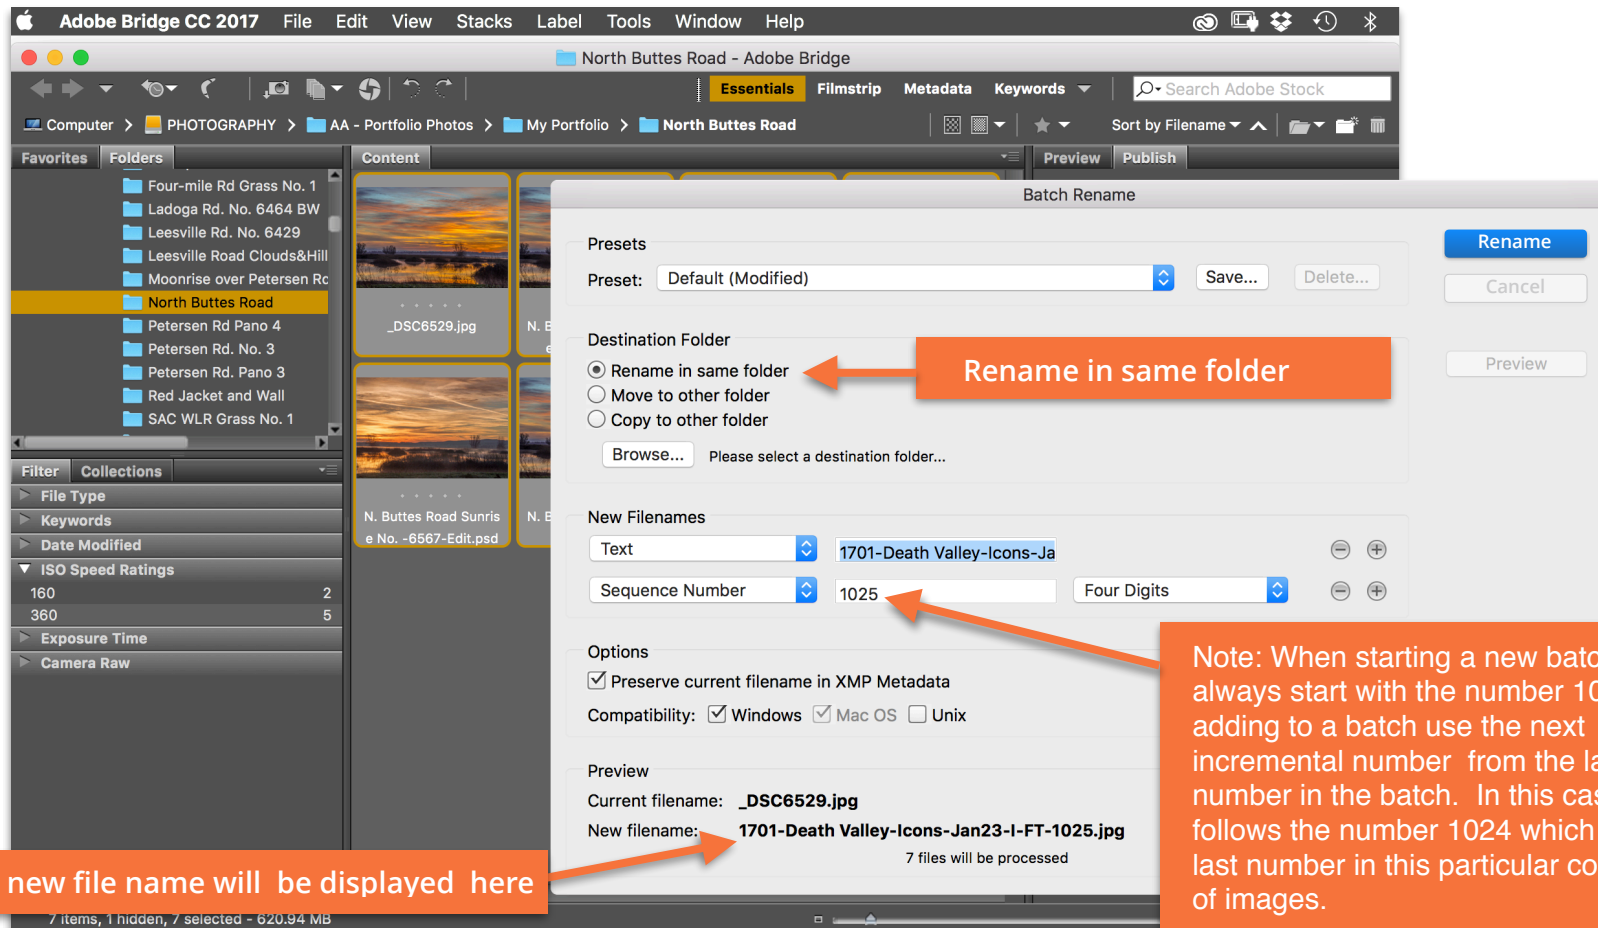 Adobe Bridge CC 2017 File Edit View Stacks Label Tools Window Help
North Buttes Road - Adobe Bridge
Essentials Filmstrip Metadata Keywords Search Adobe Stock
Computer > PHOTOGRAPHY > AA - Portfolio Photos > My Portfolio > North Buttes Road Sort by Filename
Favorites Folders Content Preview Publish
Four-mile Rd Grass No. 1
Ladoga Rd. No. 6464 BW
Leesville Rd. No. 6429
Leesville Road Clouds&Hill
Moonrise over Petersen Rd
North Buttes Road
Petersen Rd Pano 4
Petersen Rd. No. 3
Petersen Rd. Pano 3
Red Jacket and Wall
SAC WLR Grass No. 1
Filter Collections
File Type
Keywords
Date Modified
ISO Speed Ratings
160 2
360 5
Exposure Time
Camera Raw
_DSC6529.jpg
N. Buttes Road Sunris
e No. -6567-Edit.psd
Batch Rename
Presets
Preset: Default (Modified) Save... Delete...
Rename
Cancel
Preview
Destination Folder
Rename in same folder
Move to other folder
Copy to other folder
Browse... Please select a destination folder...
Rename in same folder
New Filenames
Text 1701-Death Valley-Icons-Ja
Sequence Number 1025 Four Digits
Options
Preserve current filename in XMP Metadata
Compatibility: Windows Mac OS Unix
Preview
Current filename: _DSC6529.jpg
New filename: 1701-Death Valley-Icons-Jan23-I-FT-1025.jpg
7 files will be processed
Note: When starting a new batc
always start with the number 10
adding to a batch use the next
incremental number from the la
number in the batch. In this cas
follows the number 1024 which
last number in this particular co
of images.
new file name will be displayed here
7 items, 1 hidden, 7 selected - 620.94 MB